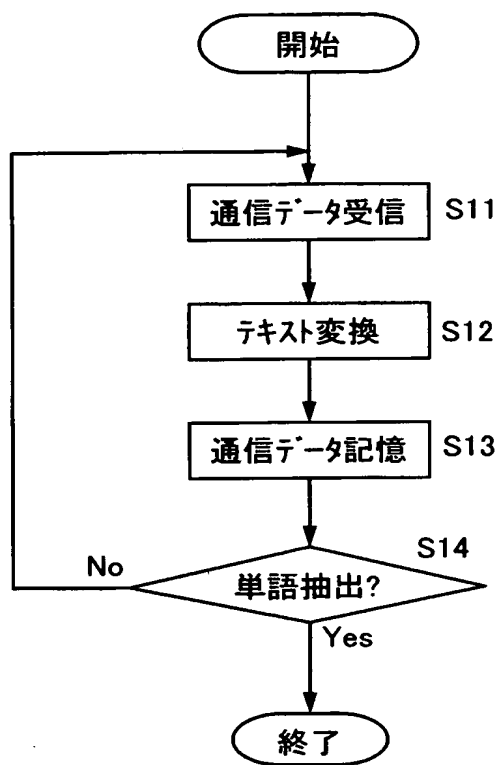 開始
通信データ受信 S11
テキスト変換 S12
通信データ記憶 S13
S14
No
単語抽出?
Yes
終了